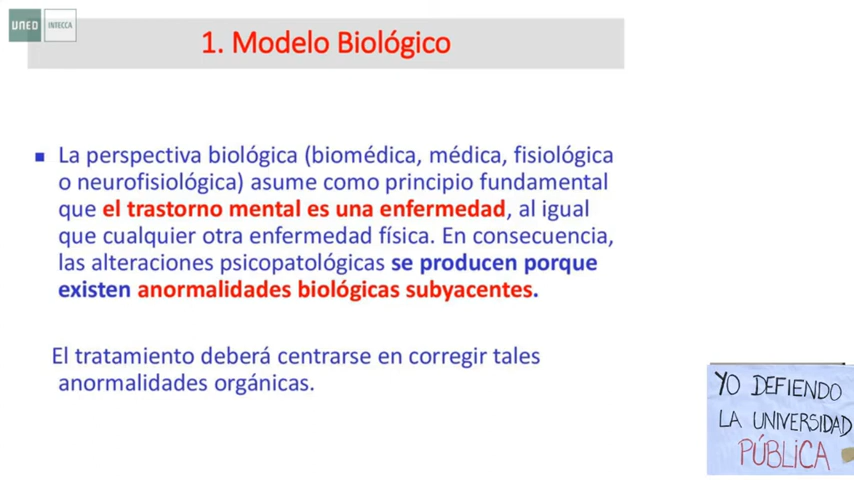 UNED
INTECCA
1. Modelo Biológico
La perspectiva biológica (biomédica, médica, fisiológica
o neurofisiológica) asume como principio fundamental
que el trastorno mental es una enfermedad, al igual
que cualquier otra enfermedad física. En consecuencia,
las alteraciones psicopatológicas se producen porque
existen anormalidades biológicas subyacentes.
El tratamiento deberá centrarse en corregir tales
anormalidades orgánicas.
YO DEFIENDO
LA UNIVERSIDAD
PÚBLICA